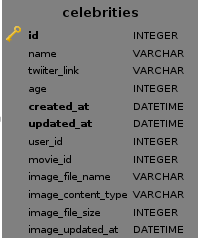 celebrities
id INTEGER
name VARCHAR
twiiter_link VARCHAR
age INTEGER
created_at DATETIME
updated_at DATETIME
user_id INTEGER
movie_id INTEGER
image_file_name VARCHAR
image_content_type VARCHAR
image_file_size INTEGER
image_updated_at DATETIME